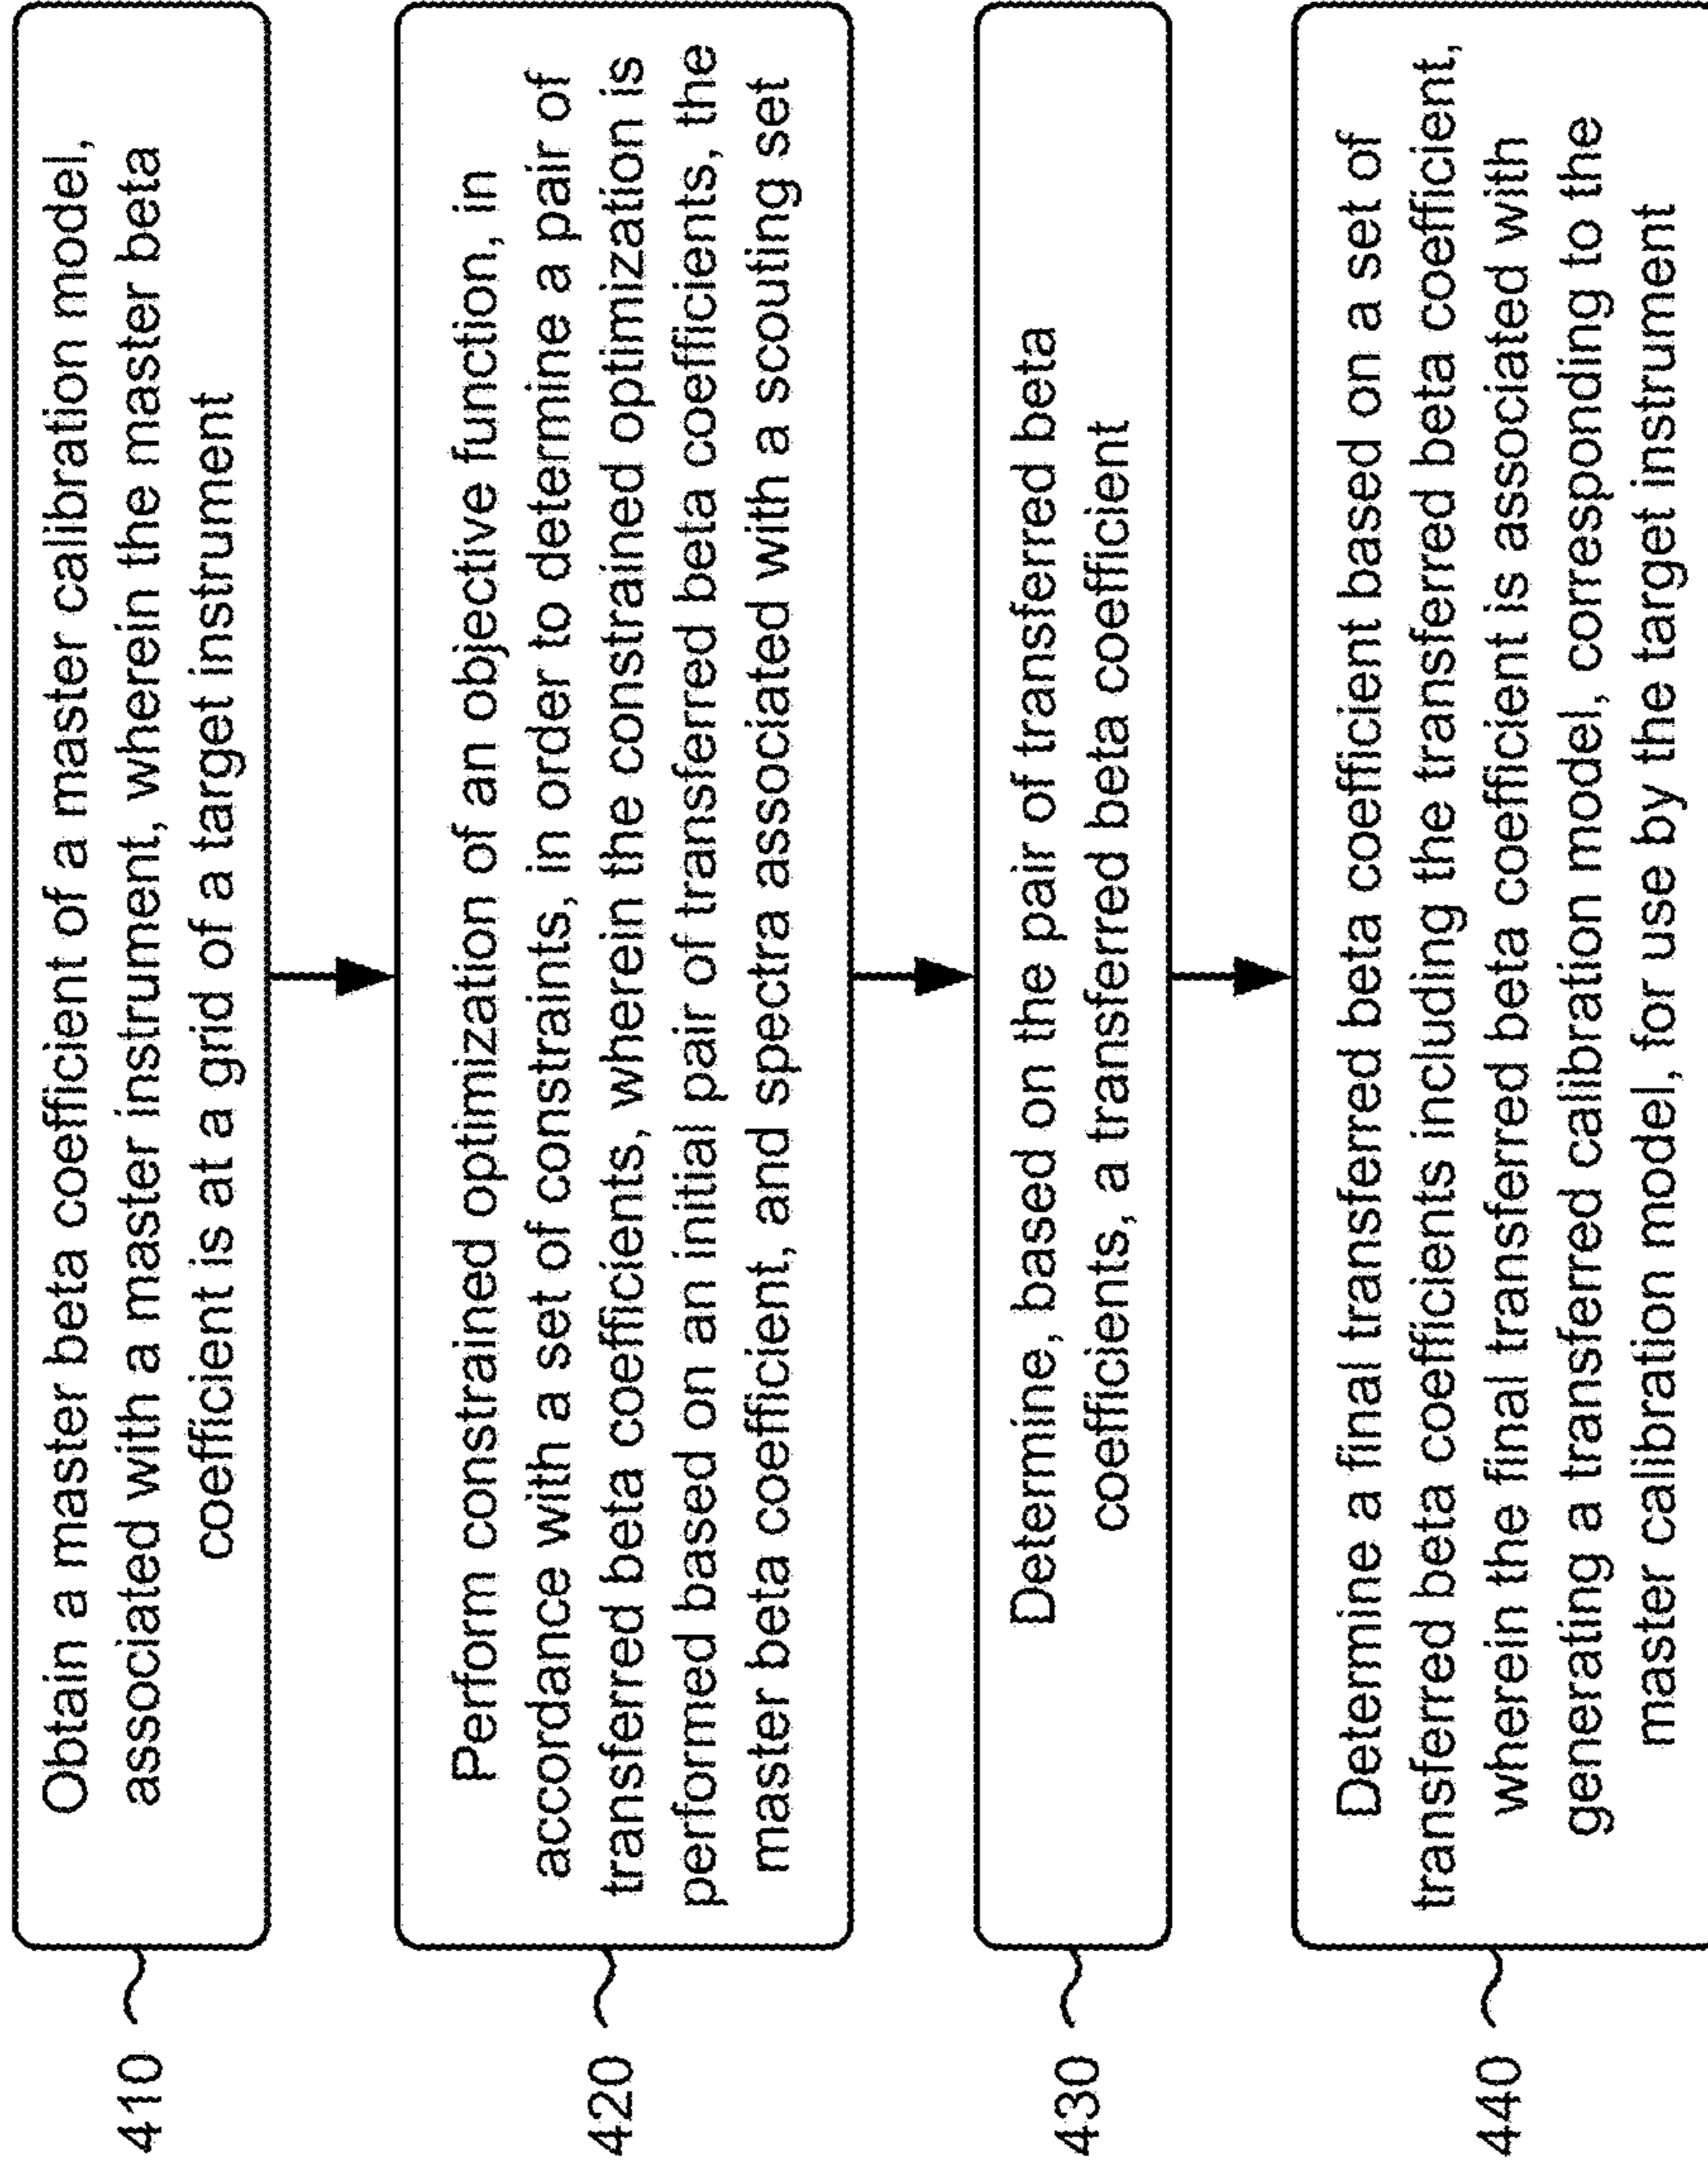 410
Obtain a master beta coefficient of a master calibration model,
associated with a master instrument, wherein the master beta
coefficient is at a grid of a target instrument
420
Perform constrained optimization of an objective function, in
accordance with a set of constraints, in order to determine a pair of
transferred beta coefficients, wherein the constrained optimization is
performed based on an initial pair of transferred beta coefficients, the
master beta coefficient, and spectra associated with a scouting set
430
Determine, based on the pair of transferred beta
coefficients, a transferred beta coefficient
440
Determine a final transferred beta coefficient based on a set of
transferred beta coefficients including the transferred beta coefficient,
wherein the final transferred beta coefficient is associated with
generating a transferred calibration model, corresponding to the
master calibration model, for use by the target instrument